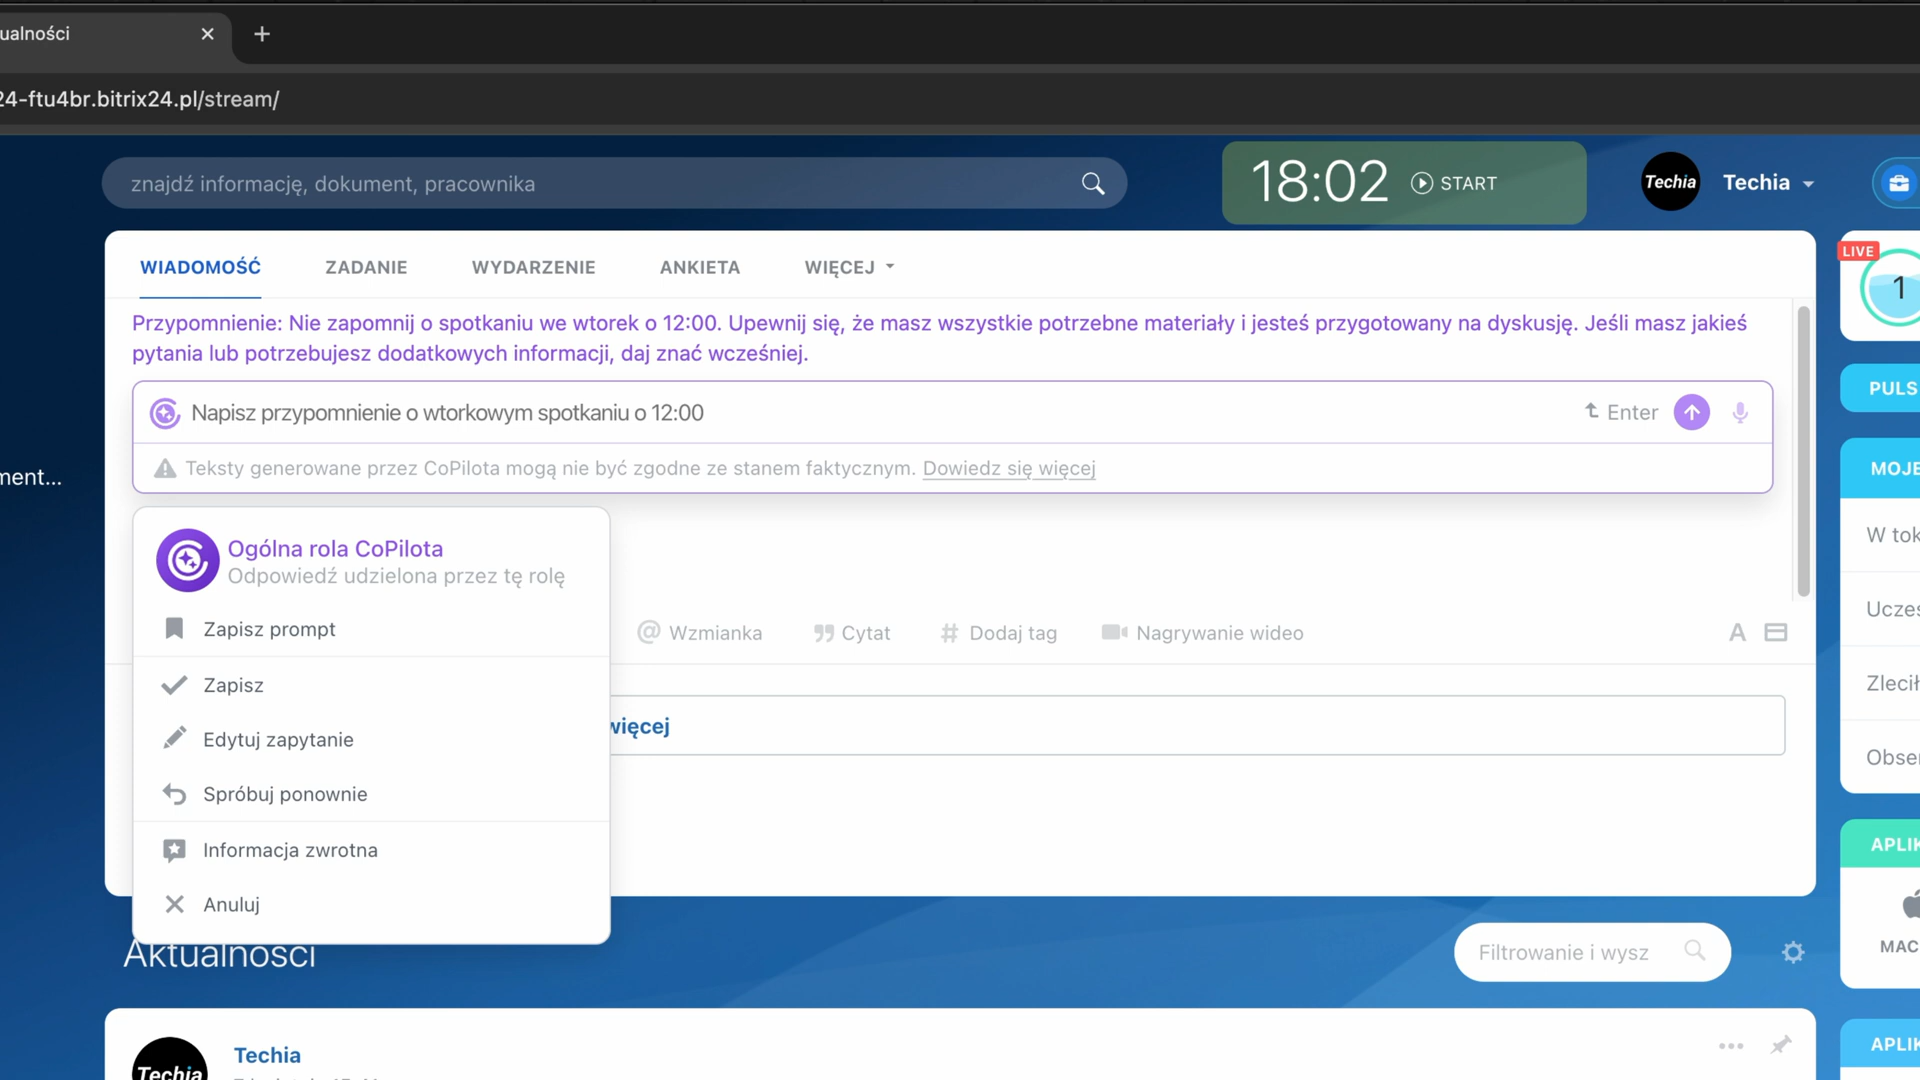 ualności
24-ftu4br.bitrix24.pl/stream/
znajdź informację, dokument, pracownika
18:02 START
Techia
Techia
LIVE
1
WIADOMOŚĆ ZADANIE WYDARZENIE ANKIETA WIĘCEJ
Przypomnienie: Nie zapomnij o spotkaniu we wtorek o 12:00. Upewnij się, że masz wszystkie potrzebne materiały i jesteś przygotowany na dyskusję. Jeśli masz jakieś
pytania lub potrzebujesz dodatkowych informacji, daj znać wcześniej.
PULS
Napisz przypomnienie o wtorkowym spotkaniu o 12:00 Enter
Teksty generowane przez CoPilota mogą nie być zgodne ze stanem faktycznym. Dowiedz się więcej
MOJE
ment...
W tok
Ogólna rola CoPilota
Odpowiedź udzielona przez tę rolę
Uczes
Zapisz prompt
Wzmianka Cytat Dodaj tag Nagrywanie wideo A
Zapisz
Zlecił
więcej
Edytuj zapytanie
Obser
Spróbuj ponownie
Informacja zwrotna
APLIK
Anuluj
MAC
Aktualności
Filtrowanie i wysz
Techia
Techia
APLIK